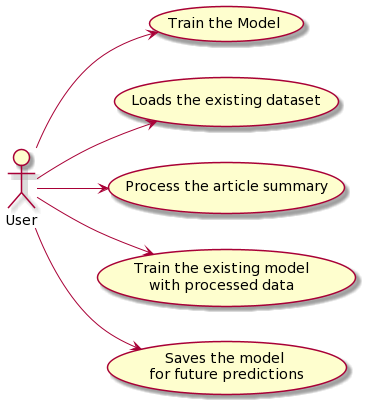 Train the Model
Loads the existing dataset
Process the article summary
User
Train the existing model
with processed data
Saves the model
for future predictions